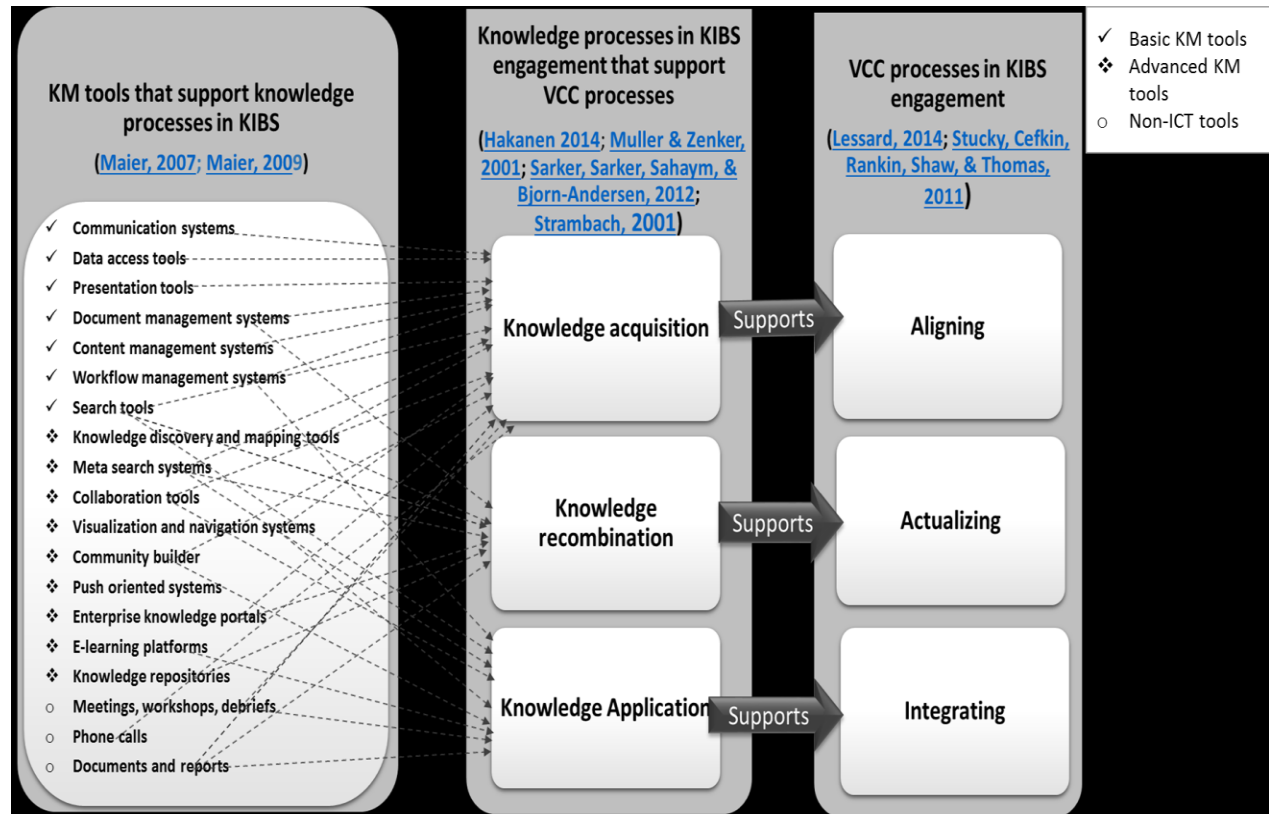 KM tools that support knowledge
processes in KIBS
(Maier, 2007; Maier, 2009)
✓ Communication systems
✓ Data access tools
✓ Presentation tools
✓ Document management systems
✓ Content management systems
✓ Workflow management systems
✓ Search tools
❖ Knowledge discovery and mapping tools
❖ Meta search systems
❖ Collaboration tools
❖ Visualization and navigation systems
❖ Community builder
❖ Push oriented systems
❖ Enterprise knowledge portals
❖ E-learning platforms
❖ Knowledge repositories
o Meetings, workshops, debriefs
o Phone calls
o Documents and reports
Knowledge processes in KIBS
engagement that support
VCC processes
(Hakanen 2014; Muller & Zenker,
2001; Sarker, Sarker, Sahaym, &
Bjorn-Andersen, 2012;
Strambach, 2001)
Knowledge acquisition
Knowledge
recombination
Knowledge Application
Supports
Supports
Supports
VCC processes in KIBS
engagement
(Lessard, 2014; Stucky, Cefkin,
Rankin, Shaw, & Thomas,
2011)
Aligning
Actualizing
Integrating
✓ Basic KM tools
❖ Advanced KM
tools
o Non-ICT tools